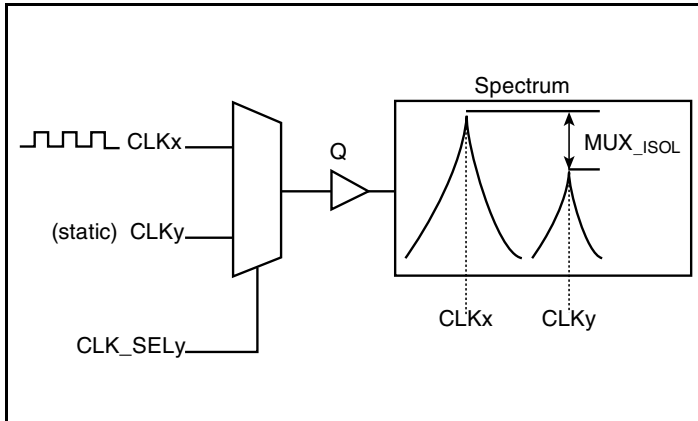 Spectrum
CLKx
Q
MUX_ISOL
(static) CLKy
CLKx CLKy
CLK_SELy